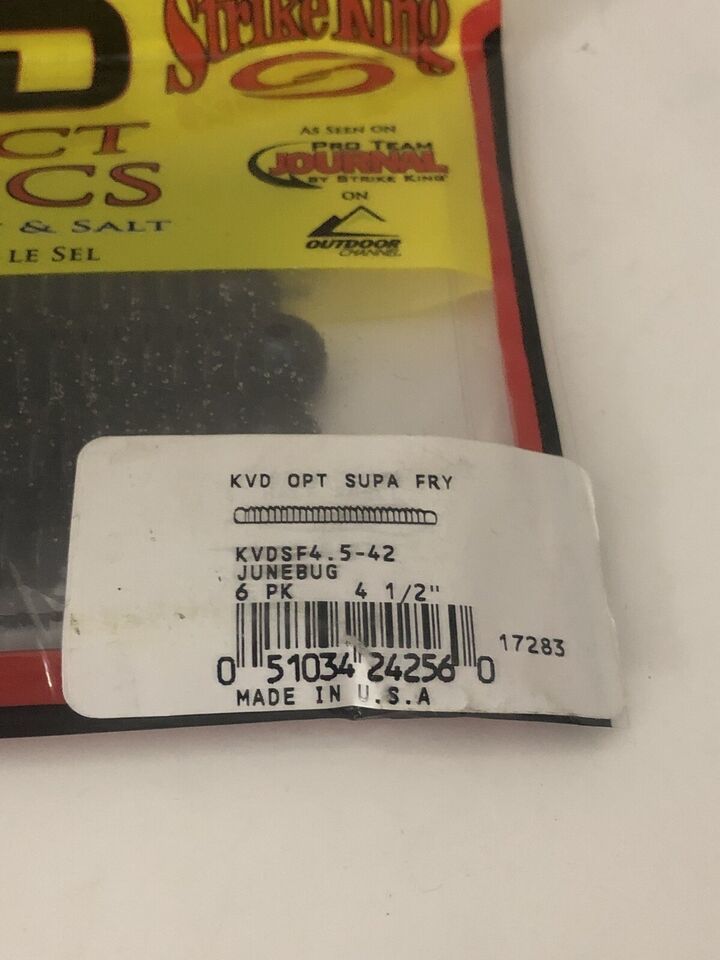 Strike King
D
CT
CS
& SALT
LE SEL
AS SEEN ON
PRO TEAM
JOURNAL
BY STRIKE KING
ON
OUTDOOR
CHANNEL
KVD OPT SUPA FRY
KVDSF4.5-42
JUNEBUG
6 PK 4 1/2"
0 51034 24256 0
17283
MADE IN U.S.A